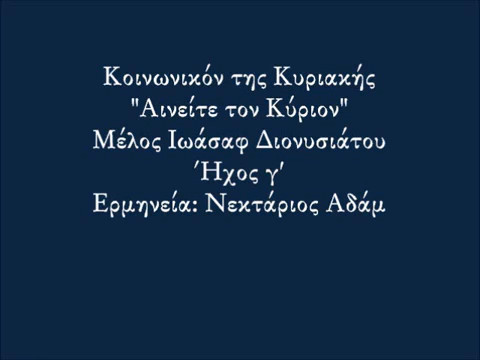 Κοινωνικόν της Κυριακής
"Αινείτε τον Κύριον"
Μέλος Ιωάσαφ Διονυσιάτου
Ήχος γ'
Ερμηνεία: Νεκτάριος Αδάμ